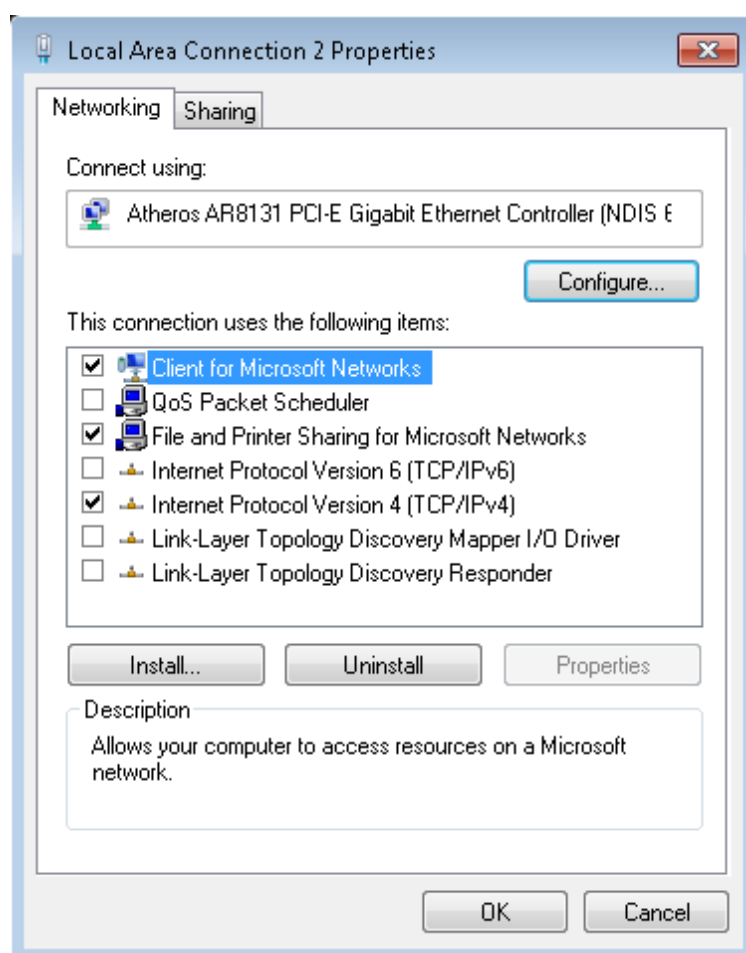 Local Area Connection 2 Properties
Networking
Sharing
Connect using:
Atheros AR8131 PCI-E Gigabit Ethernet Controller (NDIS 6
Configure...
This connection uses the following items:
Client for Microsoft Networks
QoS Packet Scheduler
File and Printer Sharing for Microsoft Networks
Internet Protocol Version 6 (TCP/IPv6)
Internet Protocol Version 4 (TCP/IPv4)
Link-Layer Topology Discovery Mapper I/O Driver
Link-Layer Topology Discovery Responder
Install...
Uninstall
Properties
Description
Allows your computer to access resources on a Microsoft
network.
OK
Cancel